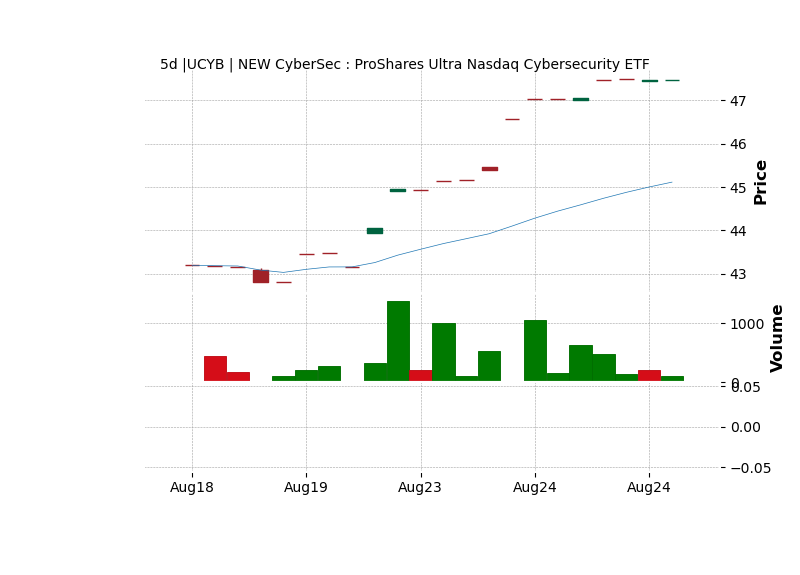 5d |UCYB | NEW CyberSec : ProShares Ultra Nasdaq Cybersecurity ETF
47
46
45
44
43
Price
1000
0
Volume
0.05
0.00
−0.05
Aug18 Aug19 Aug23 Aug24 Aug24